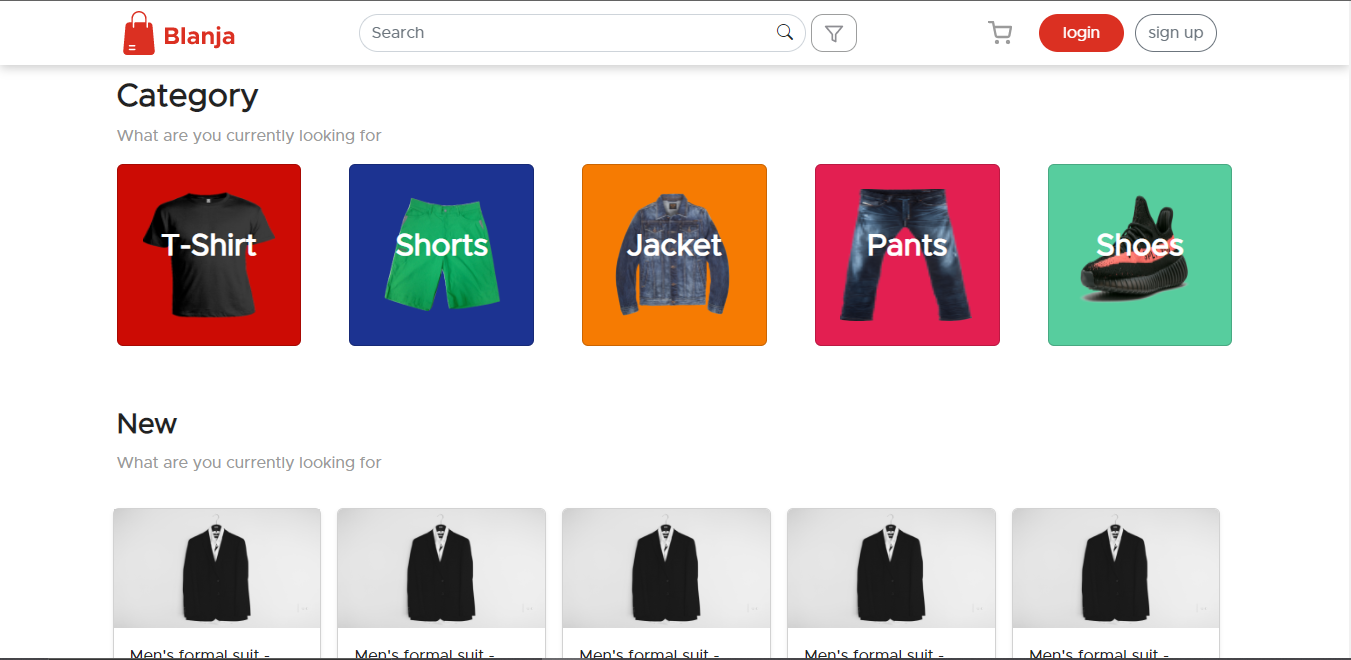 Blanja
Search
login
sign up
Category
What are you currently looking for
T-Shirt
Shorts
Jacket
Pants
Shoes
New
What are you currently looking for
Men's formal suit -
Men's formal suit -
Men's formal suit -
Men's formal suit -
Men's formal suit -